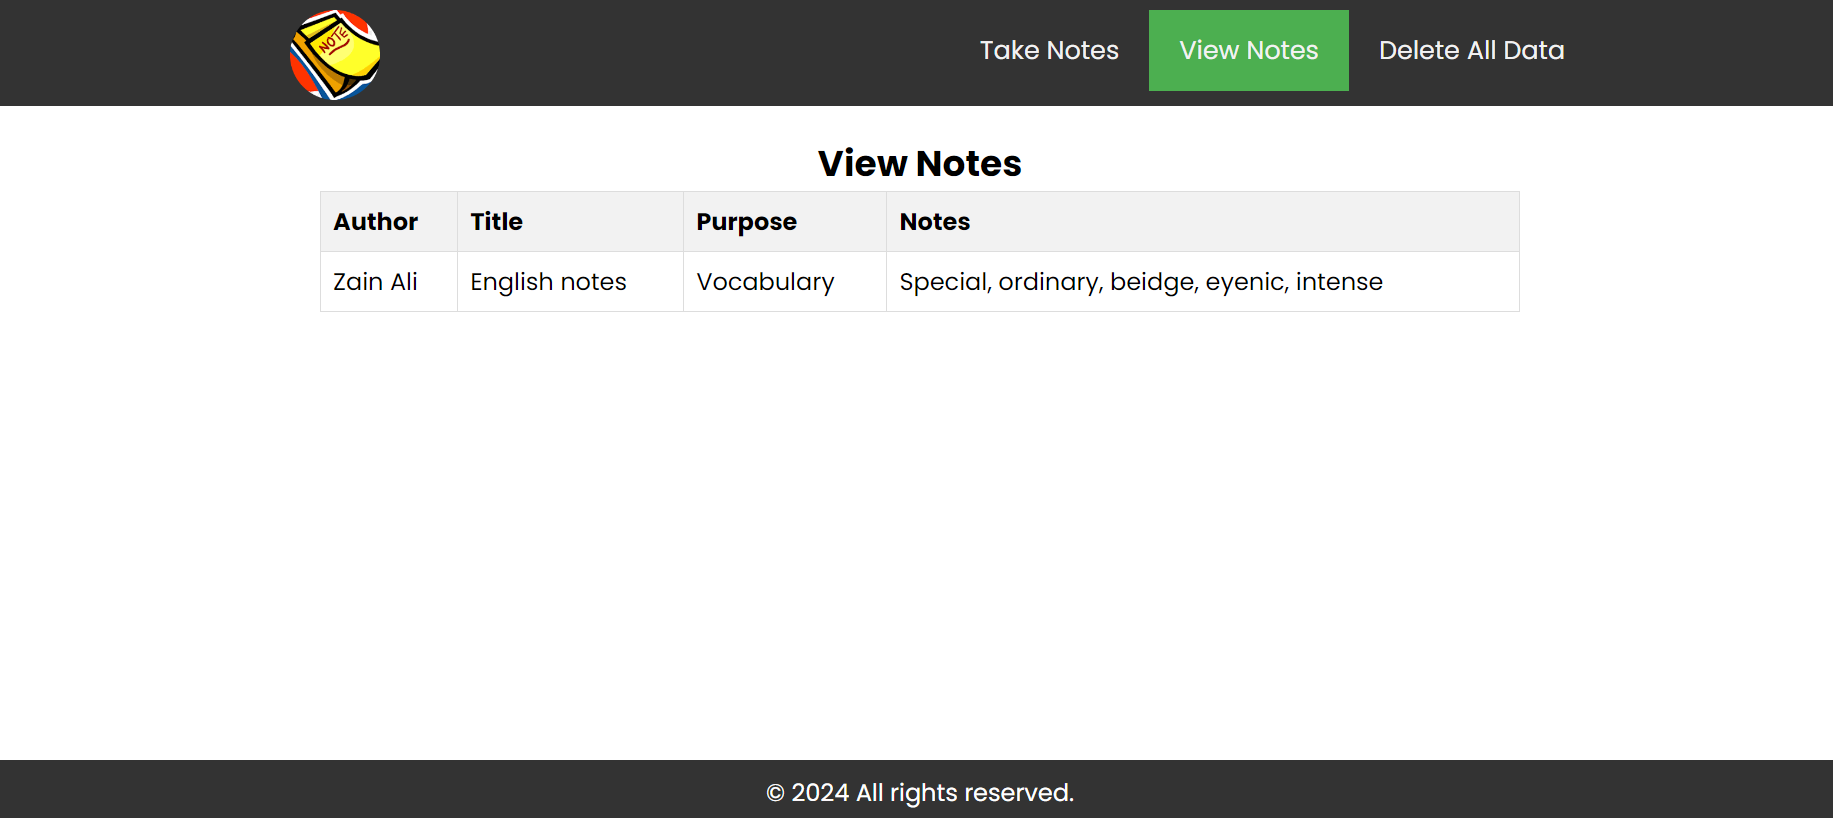 NOTE
Take Notes View Notes Delete All Data
View Notes
Author Title Purpose Notes
Zain Ali English notes Vocabulary Special, ordinary, beidge, eyenic, intense
© 2024 All rights reserved.